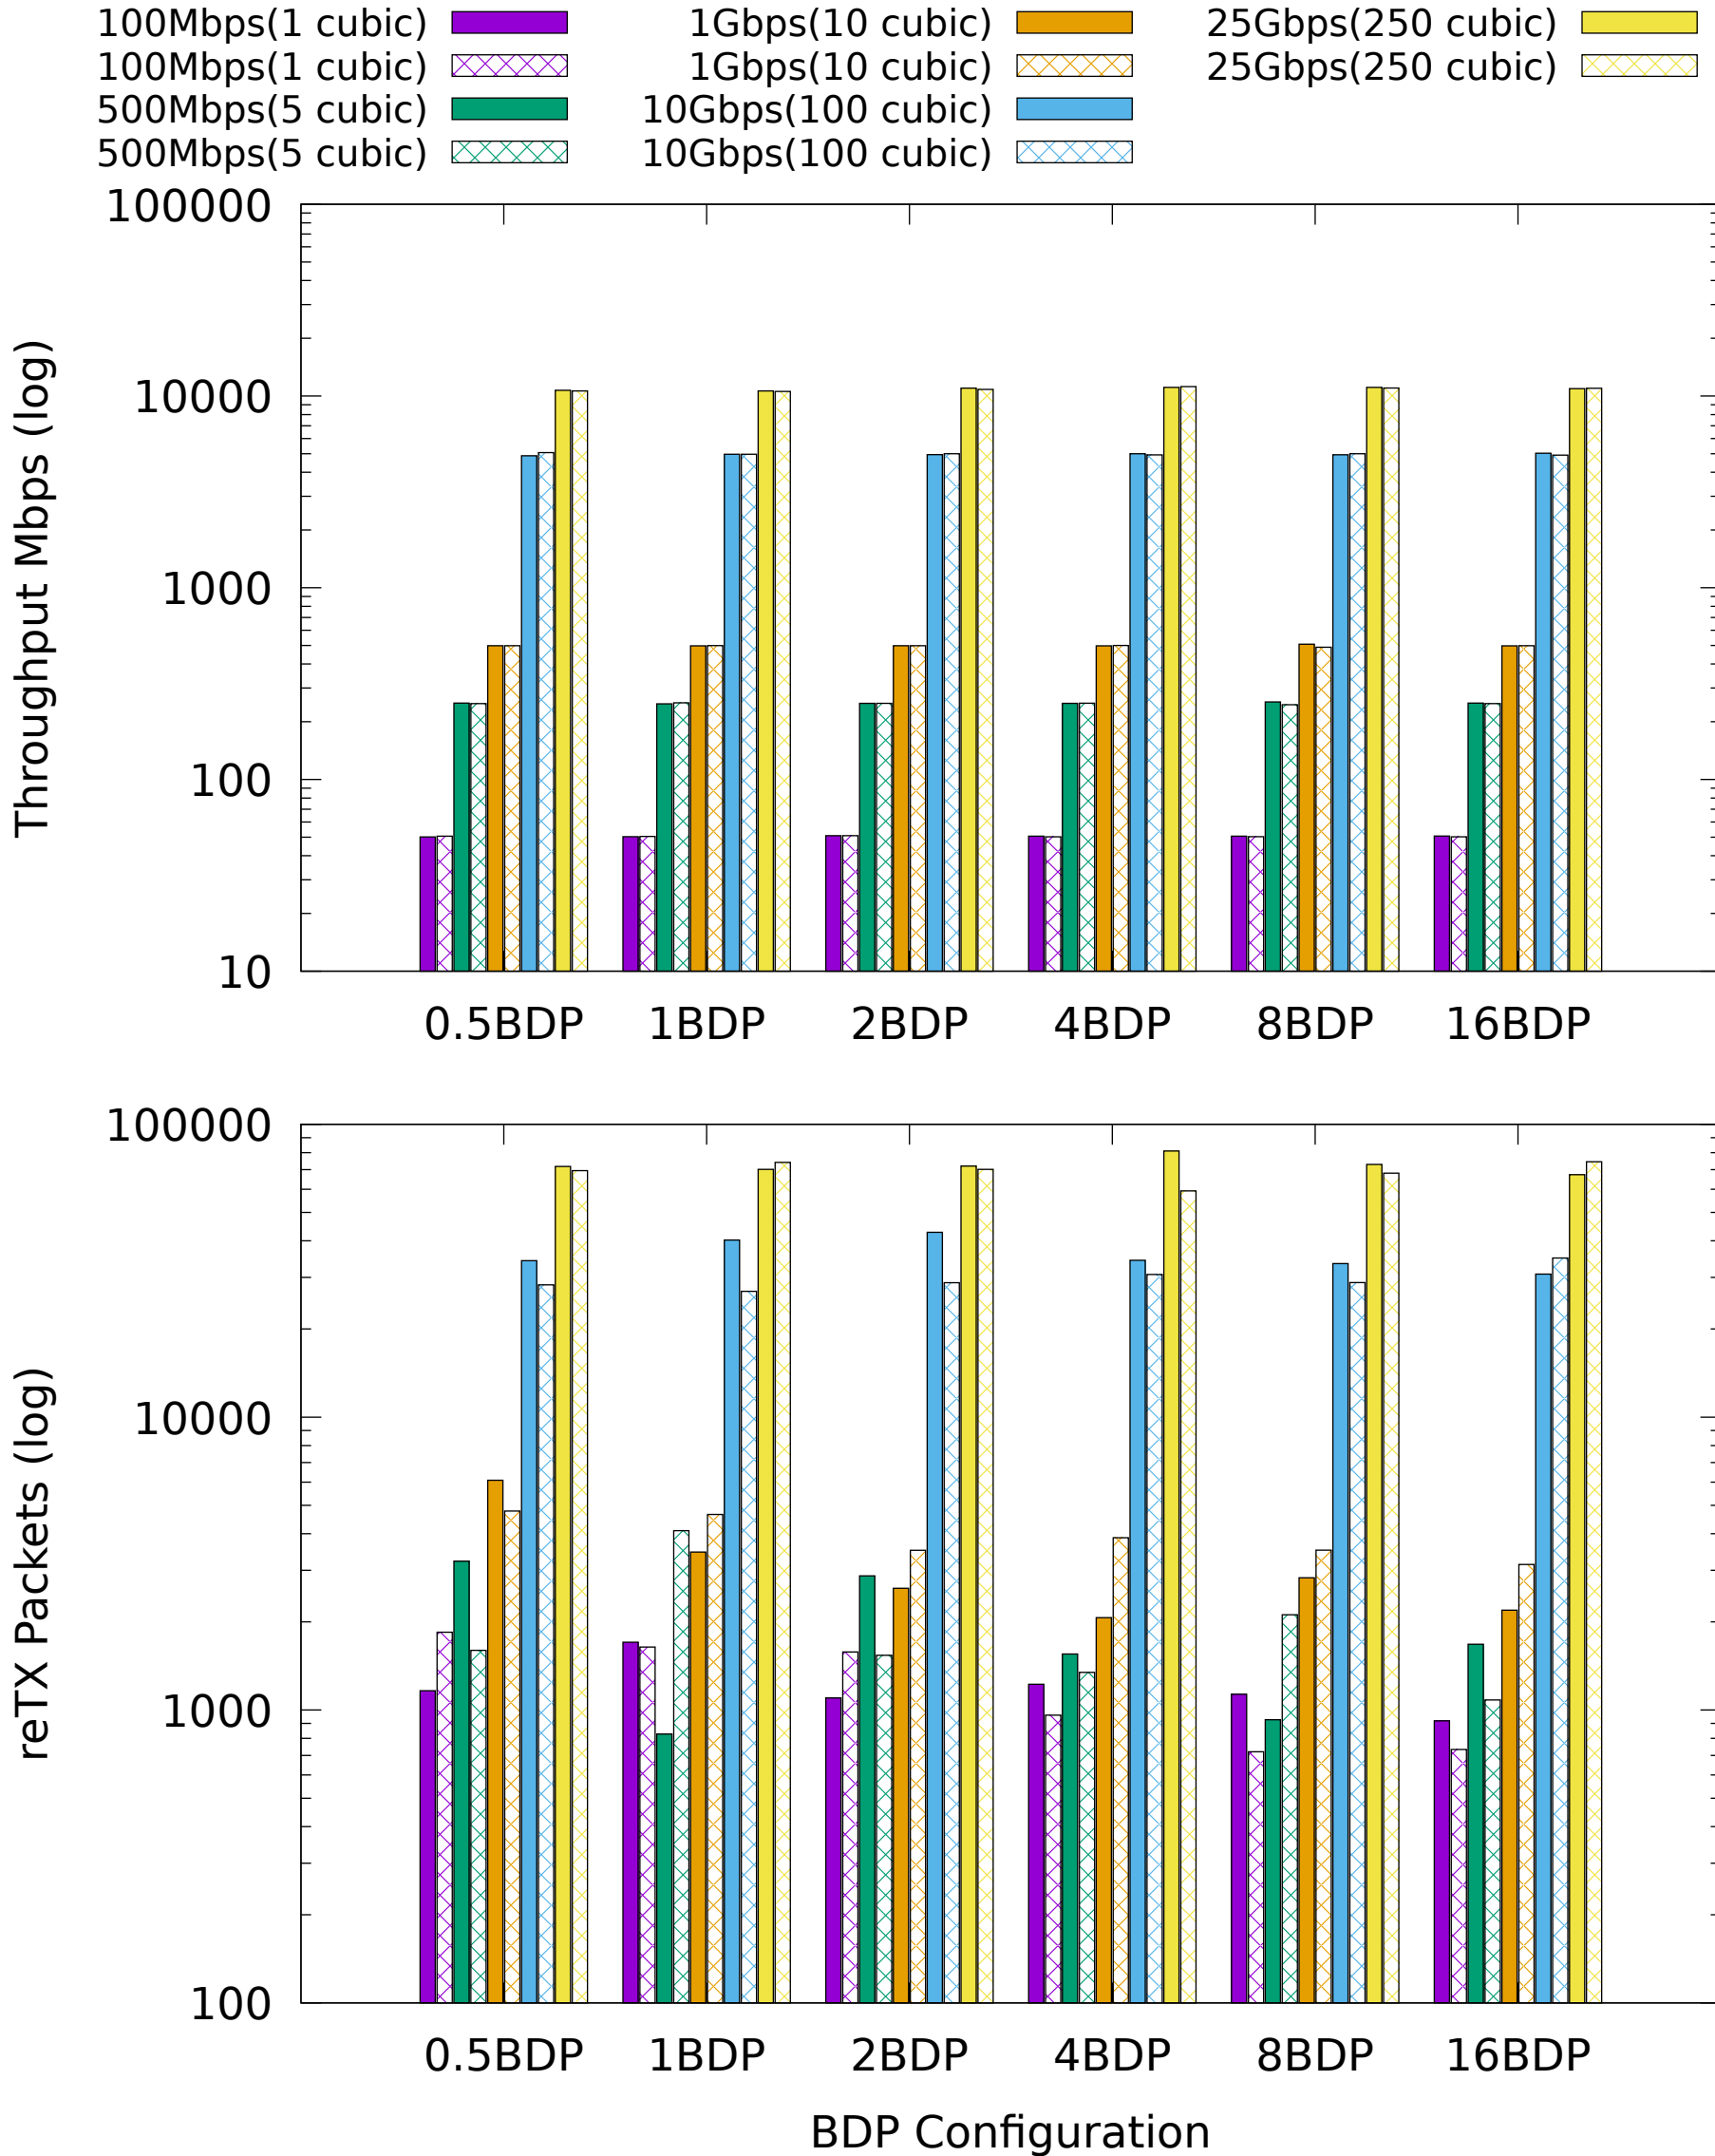 100Mbps(1 cubic)
100Mbps(1 cubic)
500Mbps(5 cubic)
500Mbps(5 cubic)
1Gbps(10 cubic)
1Gbps(10 cubic)
10Gbps(100 cubic)
10Gbps(100 cubic)
25Gbps(250 cubic)
25Gbps(250 cubic)
Throughput Mbps (log)
100000
10000
1000
100
10
0.5BDP 1BDP 2BDP 4BDP 8BDP 16BDP
reTX Packets (log)
100000
10000
1000
100
0.5BDP 1BDP 2BDP 4BDP 8BDP 16BDP
BDP Configuration